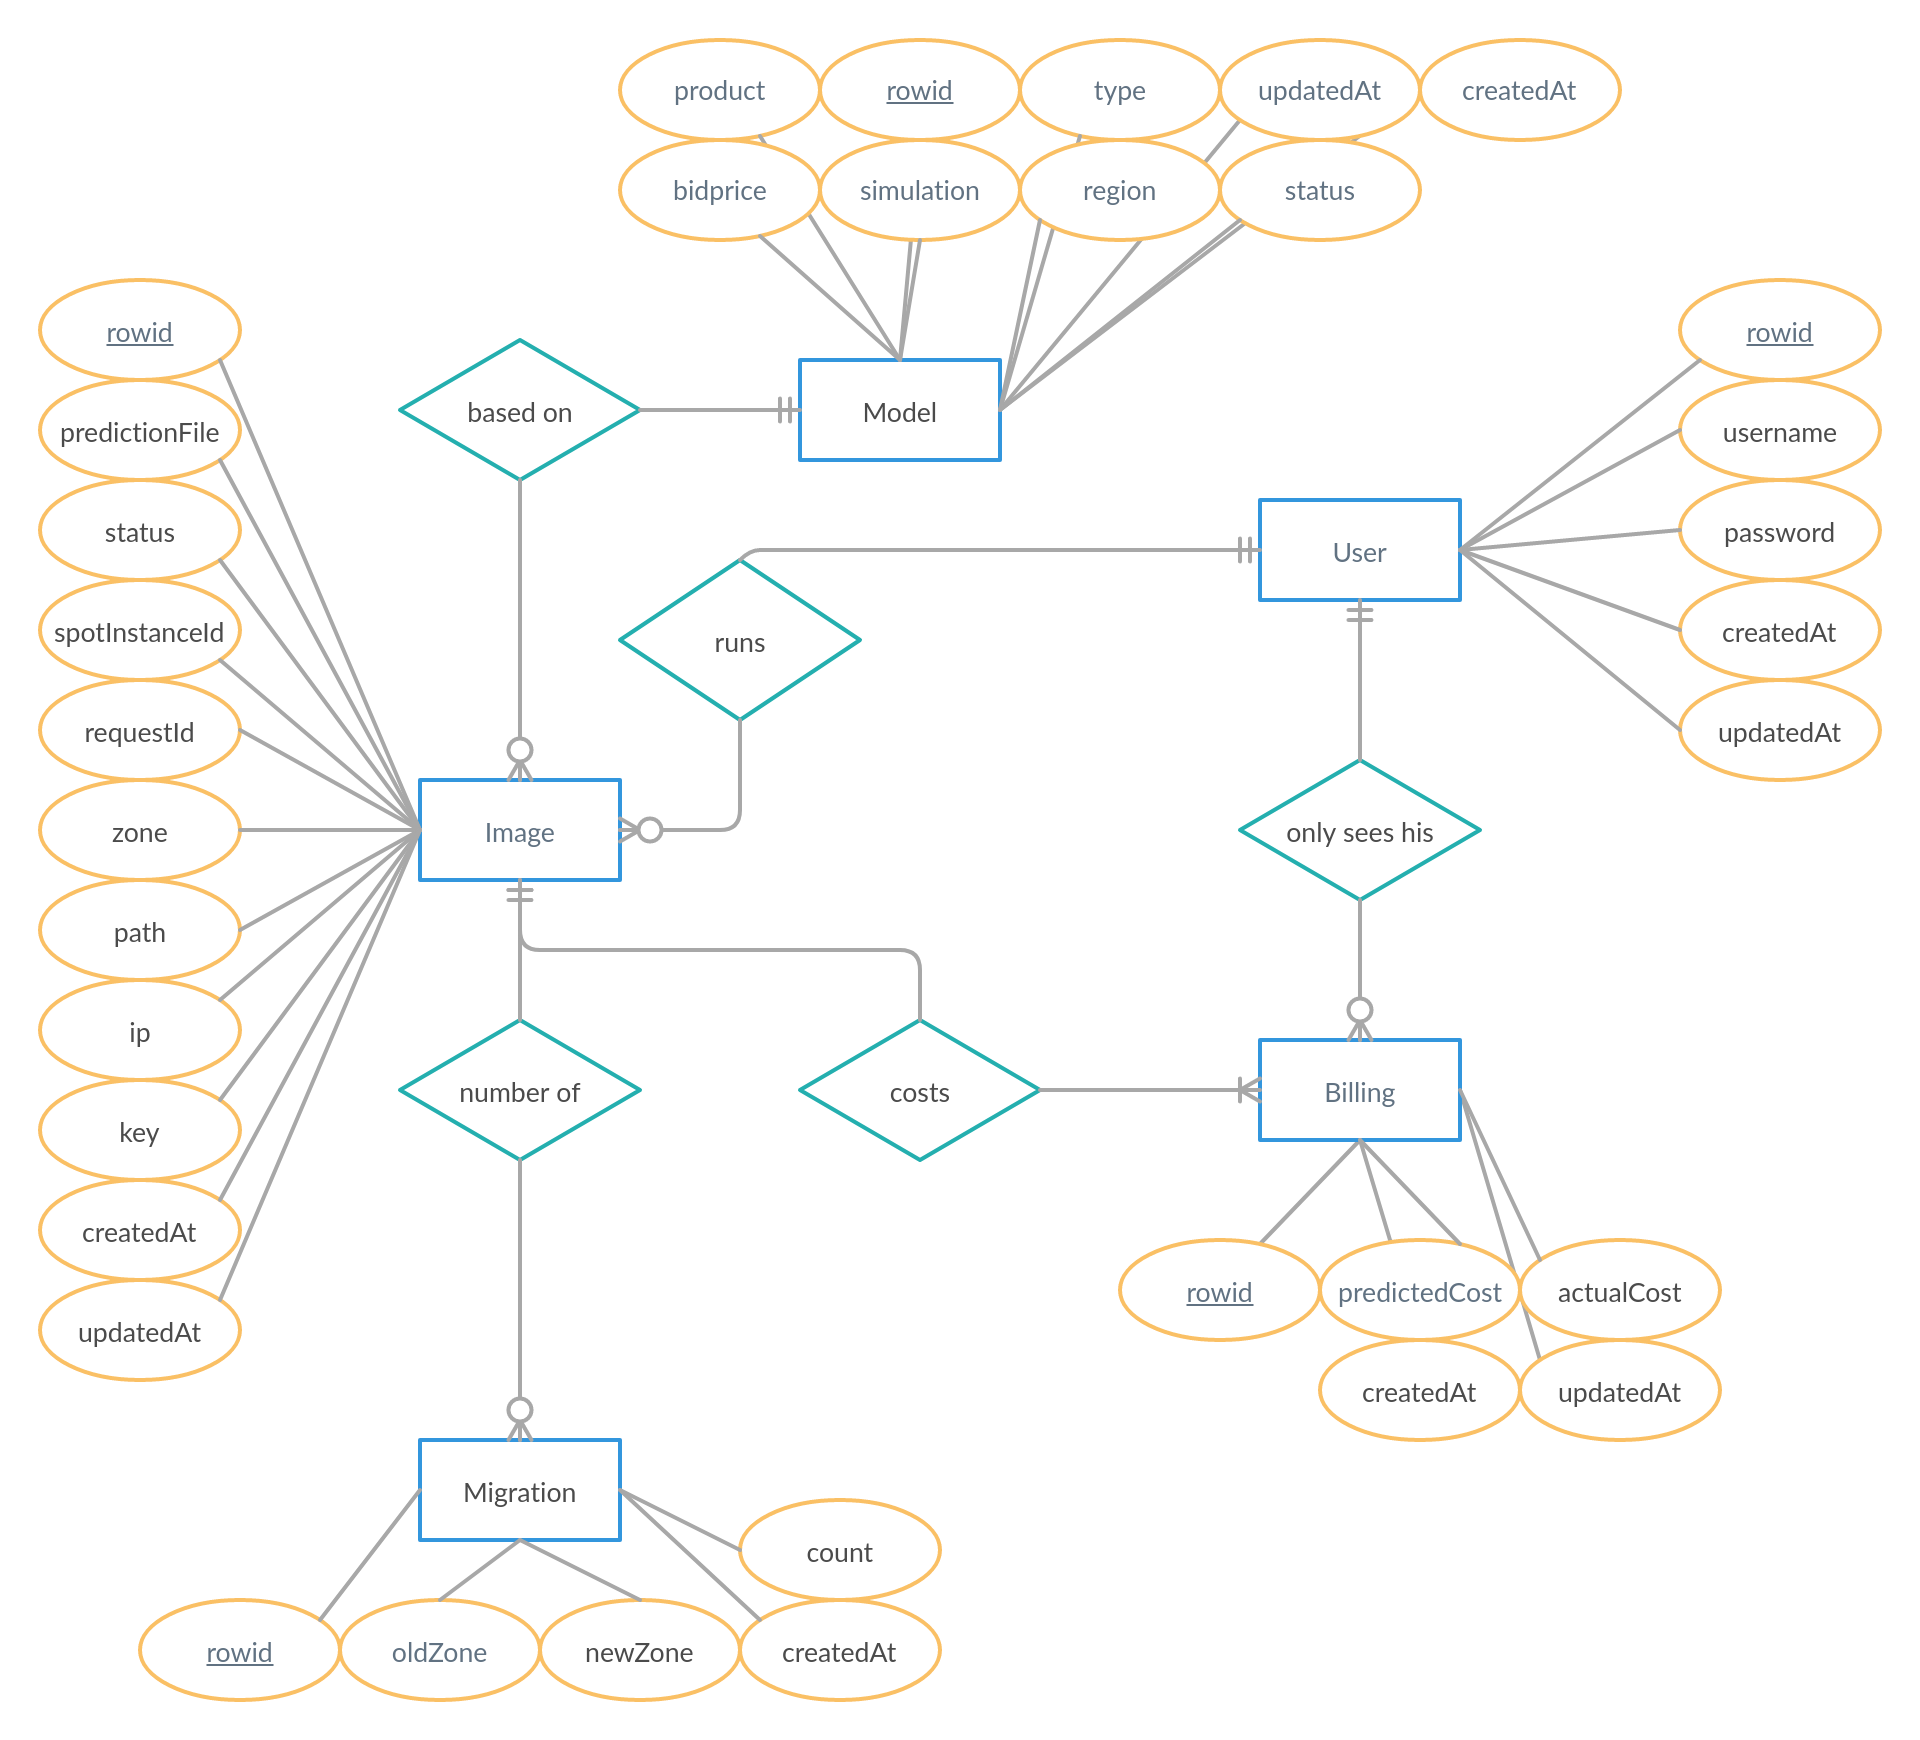 product
rowid
type
updatedAt
createdAt
bidprice
simulation
region
status
rowid
predictionFile
status
spotInstanceId
requestId
zone
path
ip
key
createdAt
updatedAt
based on
Model
User
rowid
username
password
createdAt
updatedAt
runs
Image
only sees his
number of
costs
Billing
rowid
predictedCost
actualCost
createdAt
updatedAt
Migration
count
rowid
oldZone
newZone
createdAt